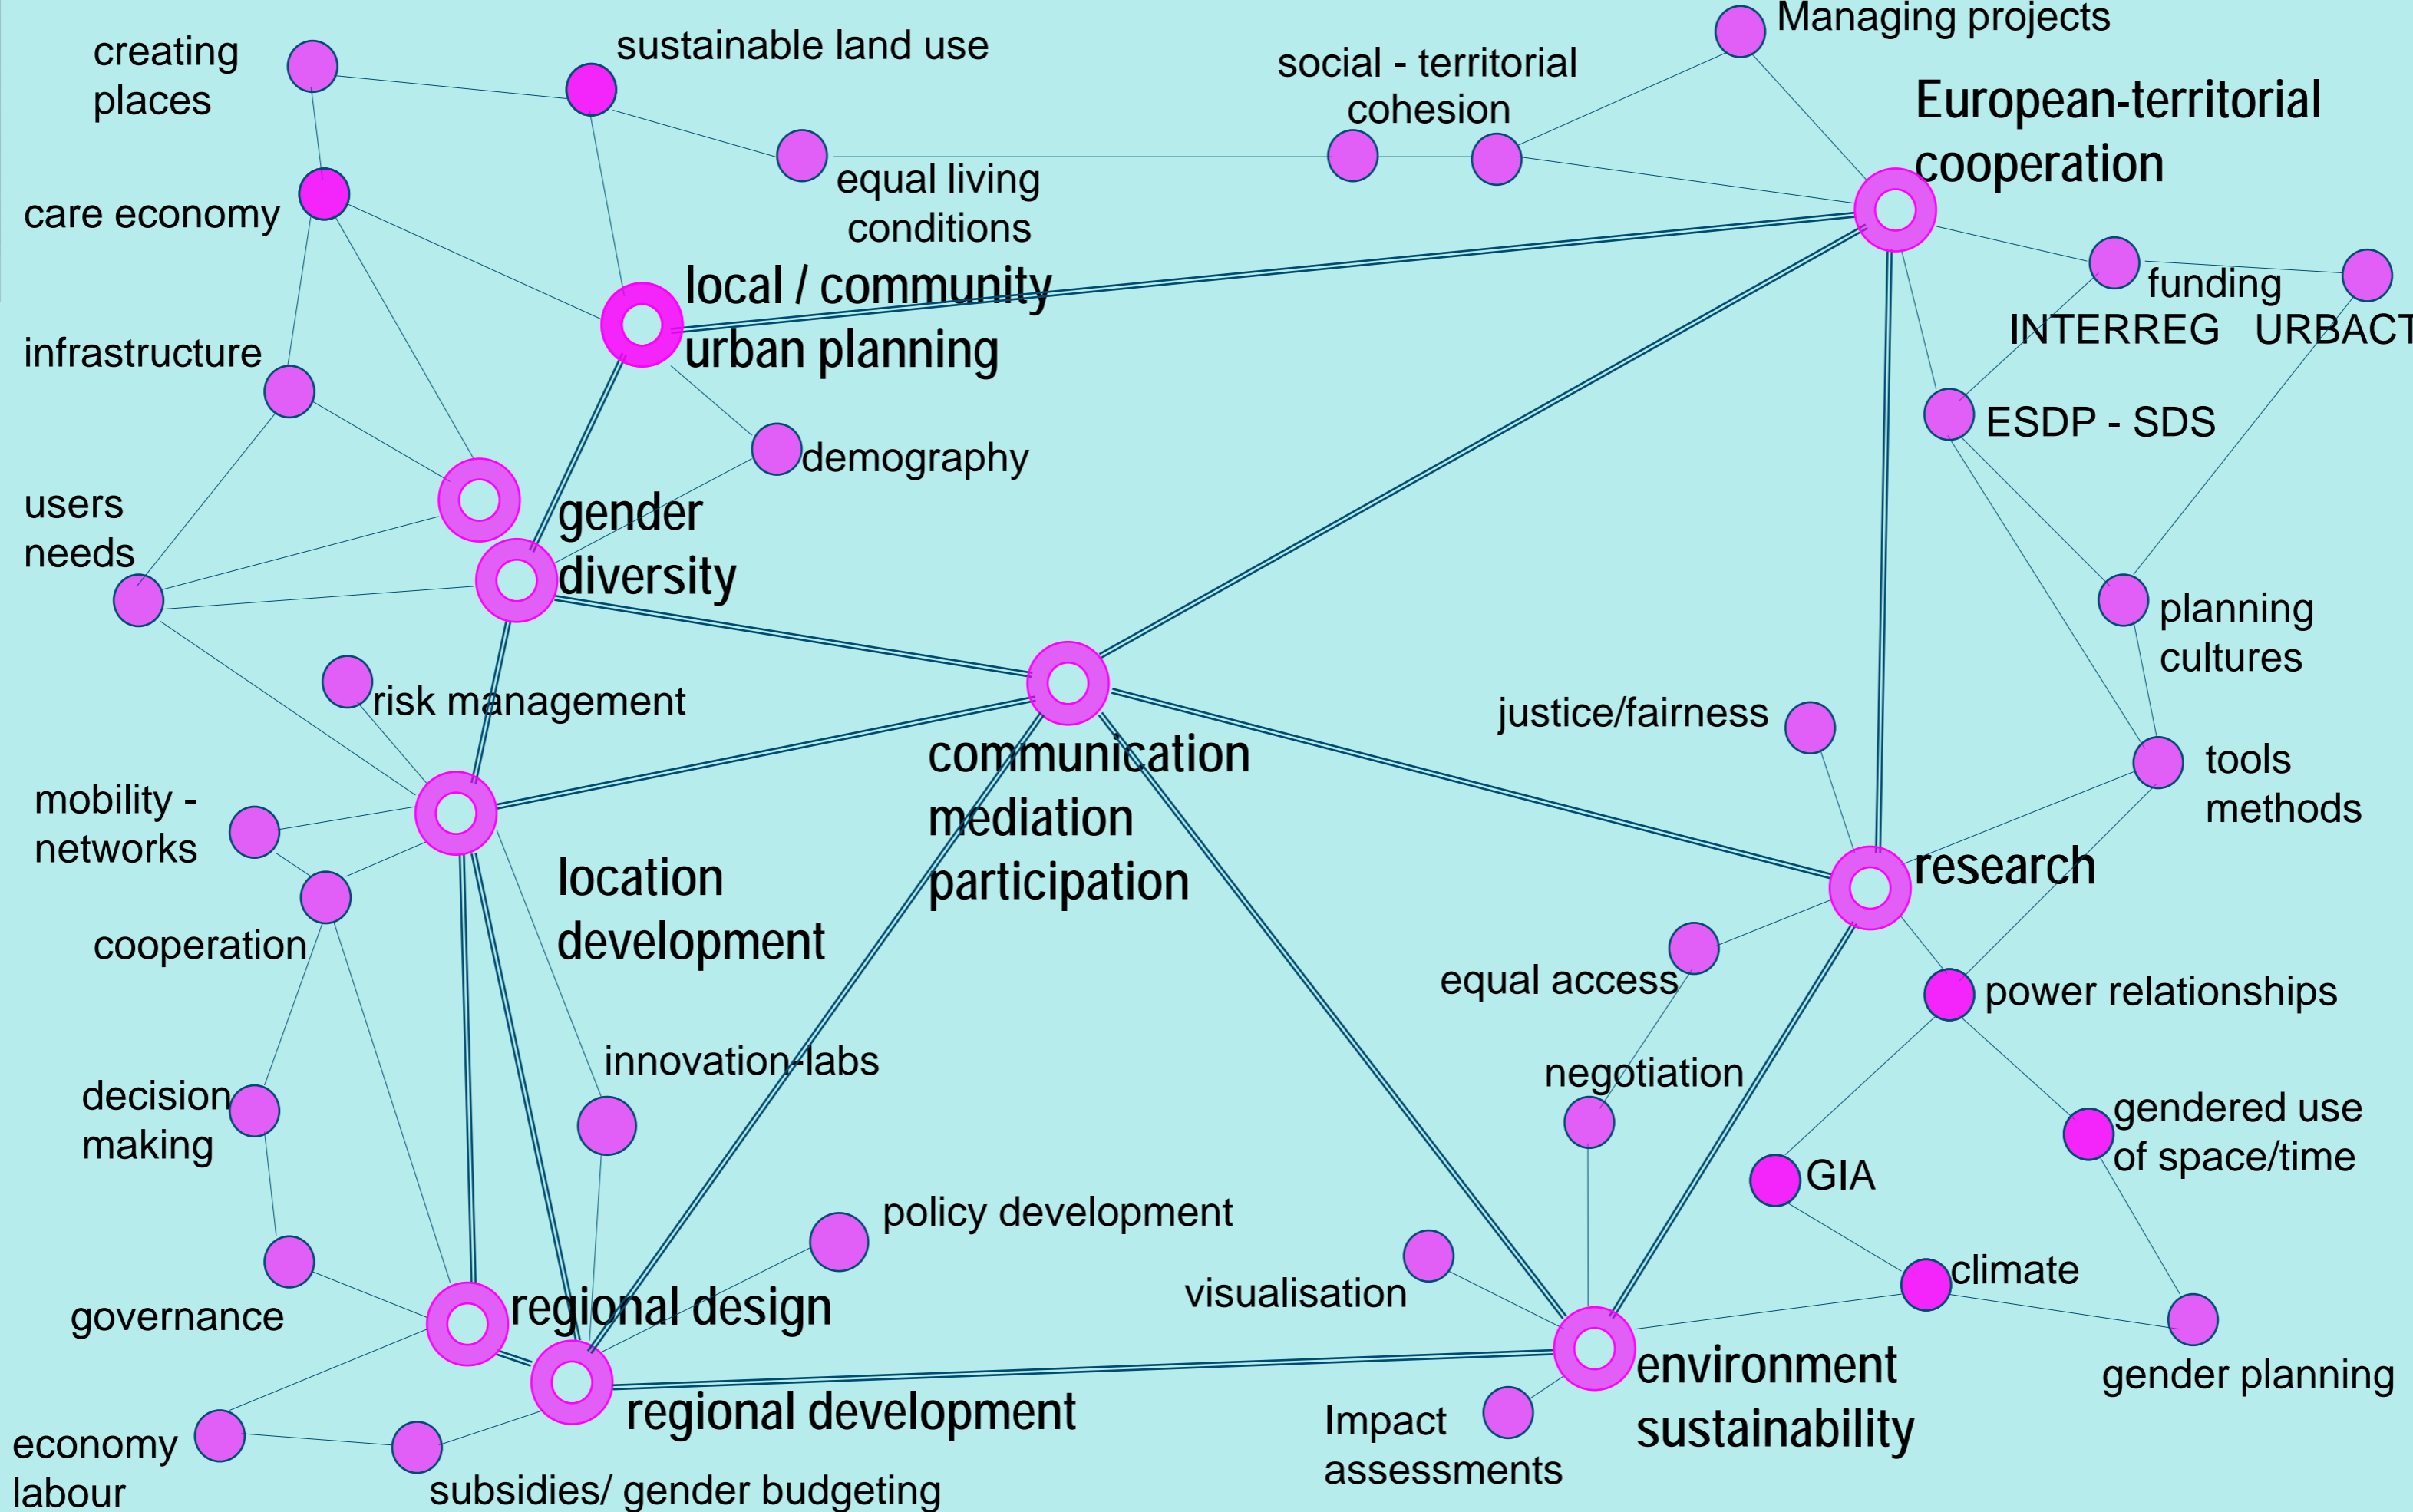 Managing projects
creating
places
sustainable land use
social - territorial
cohesion
European-territorial
cooperation
care economy
equal living
conditions
local / community
urban planning
funding
INTERREG   URBACT
infrastructure
ESDP - SDS
demography
users
needs
gender
diversity
planning
cultures
risk management
justice/fairness
communication
mediation
participation
tools
methods
mobility -
networks
location
development
research
cooperation
equal access
power relationships
innovation-labs
negotiation
decision
making
gendered use
of space/time
GIA
policy development
visualisation
climate
governance
regional design
environment
sustainability
gender planning
regional development
Impact
assessments
economy
labour
subsidies/ gender budgeting